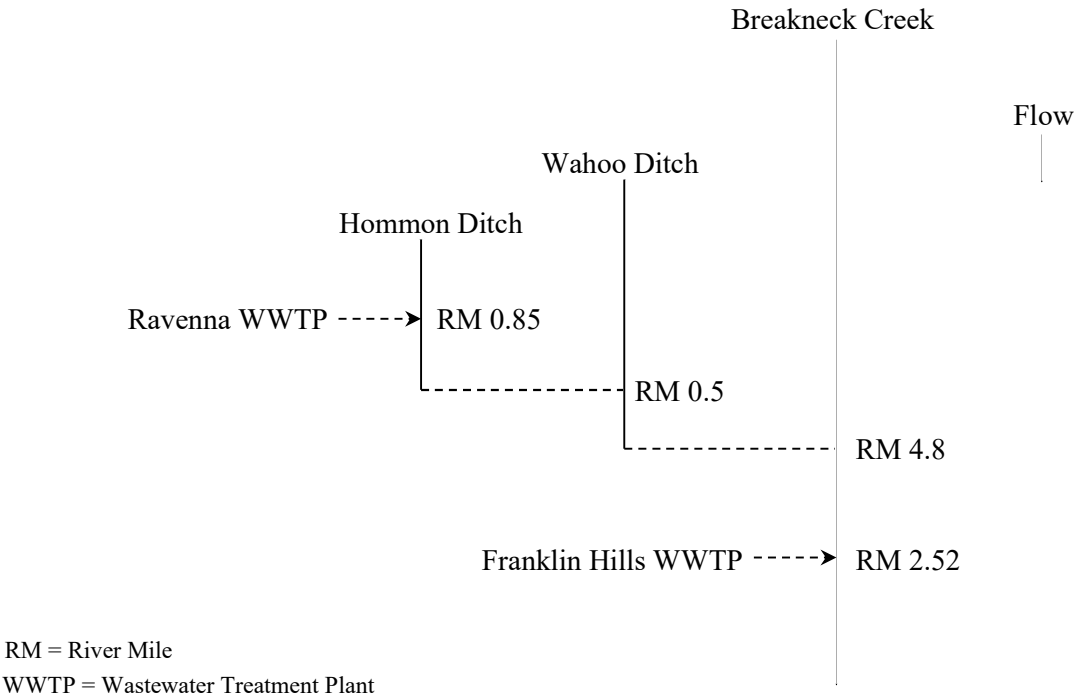 Breakneck Creek
Flow
Wahoo Ditch
Hommon Ditch
Ravenna WWTP
RM 0.85
RM 0.5
RM 4.8
Franklin Hills WWTP
RM 2.52
RM = River Mile
WWTP = Wastewater Treatment Plant